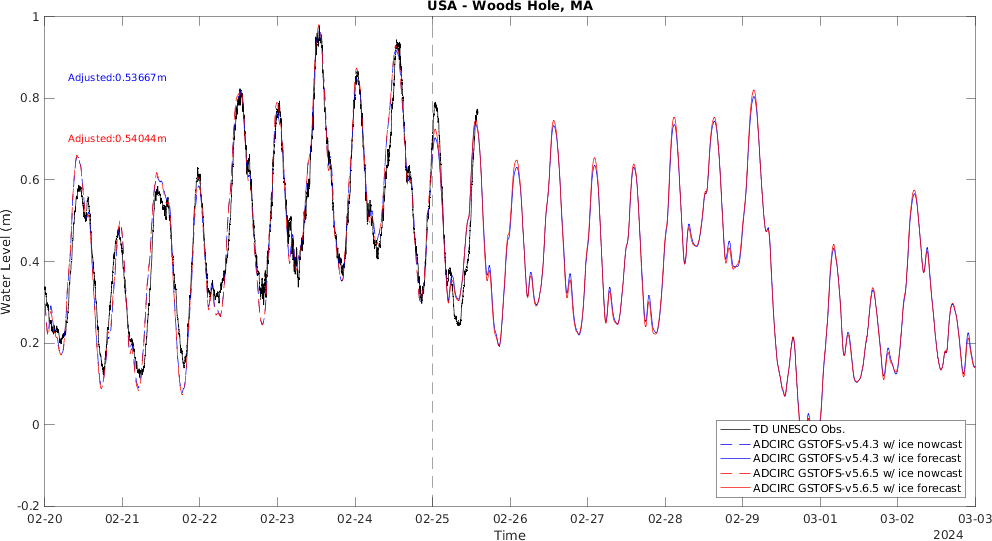 USA - Woods Hole, MA
1
0.8
0.6
0.4
0.2
0
-0.2
Water Level (m)
Adjusted:0.53667m
Adjusted:0.54044m
TD UNESCO Obs.
ADCIRC GSTOFS-v5.4.3 w/ ice nowcast
ADCIRC GSTOFS-v5.4.3 w/ ice forecast
ADCIRC GSTOFS-v5.6.5 w/ ice nowcast
ADCIRC GSTOFS-v5.6.5 w/ ice forecast
02-20 02-21 02-22 02-23 02-24 02-25 02-26 02-27 02-28 02-29 03-01 03-02 03-03
Time
2024